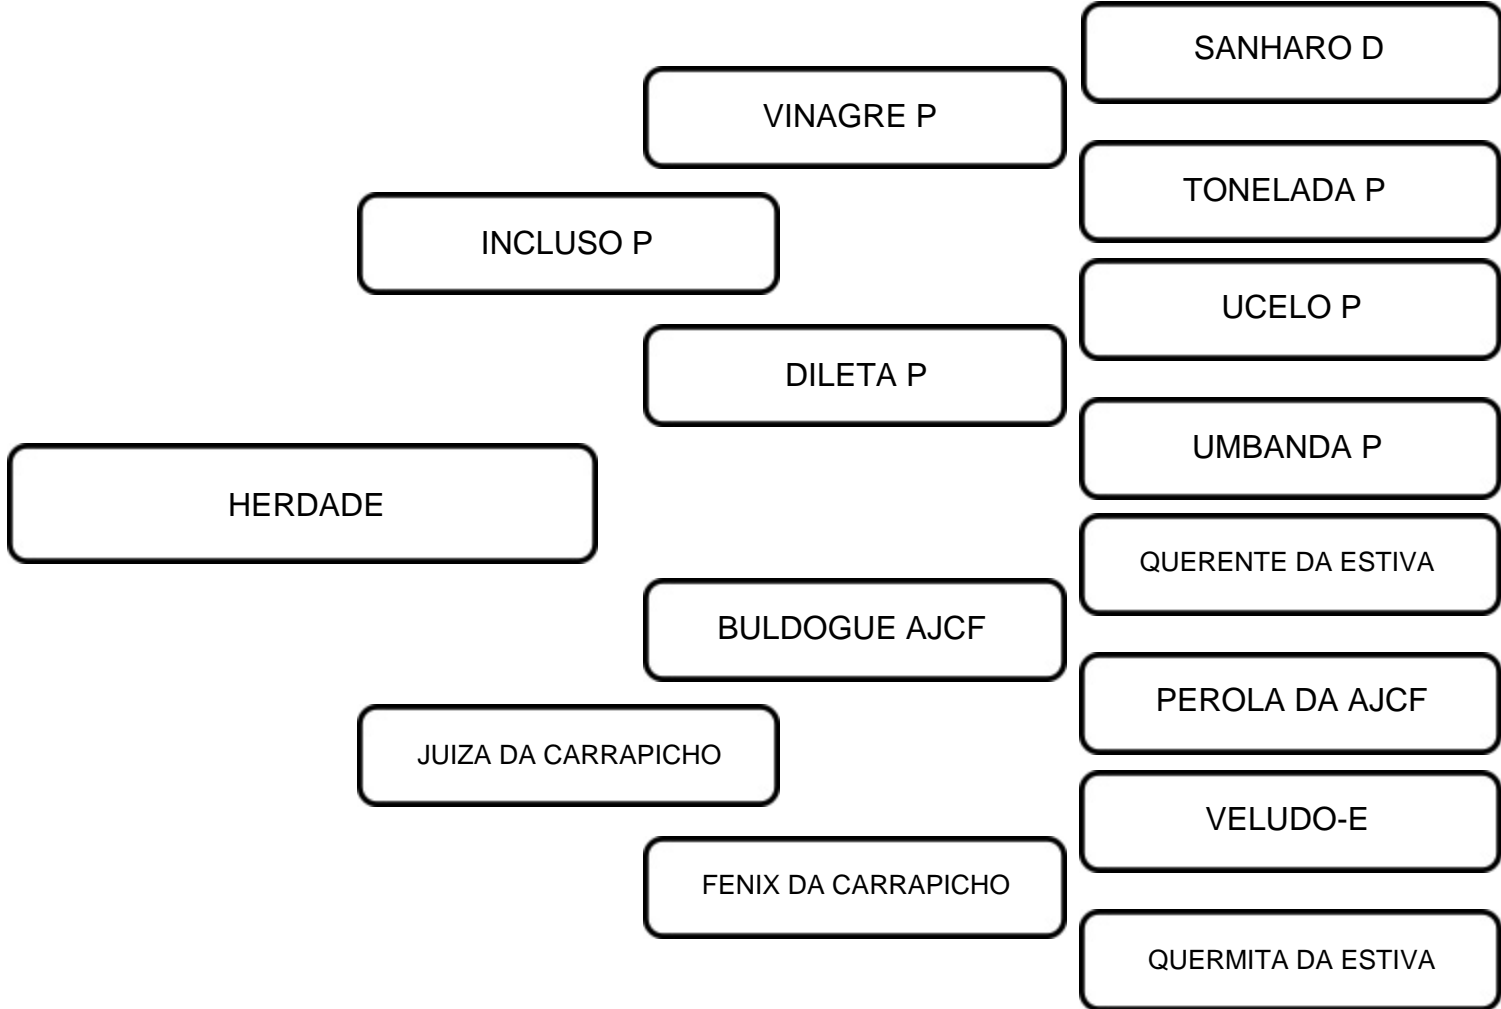 SANHARO D
VINAGRE P
TONELADA P
INCLUSO P
UCELO P
DILETA P
UMBANDA P
HERDADE
QUERENTE DA ESTIVA
BULDOGUE AJCF
PEROLA DA AJCF
JUIZA DA CARRAPICHO
VELUDO-E
FENIX DA CARRAPICHO
QUERMITA DA ESTIVA